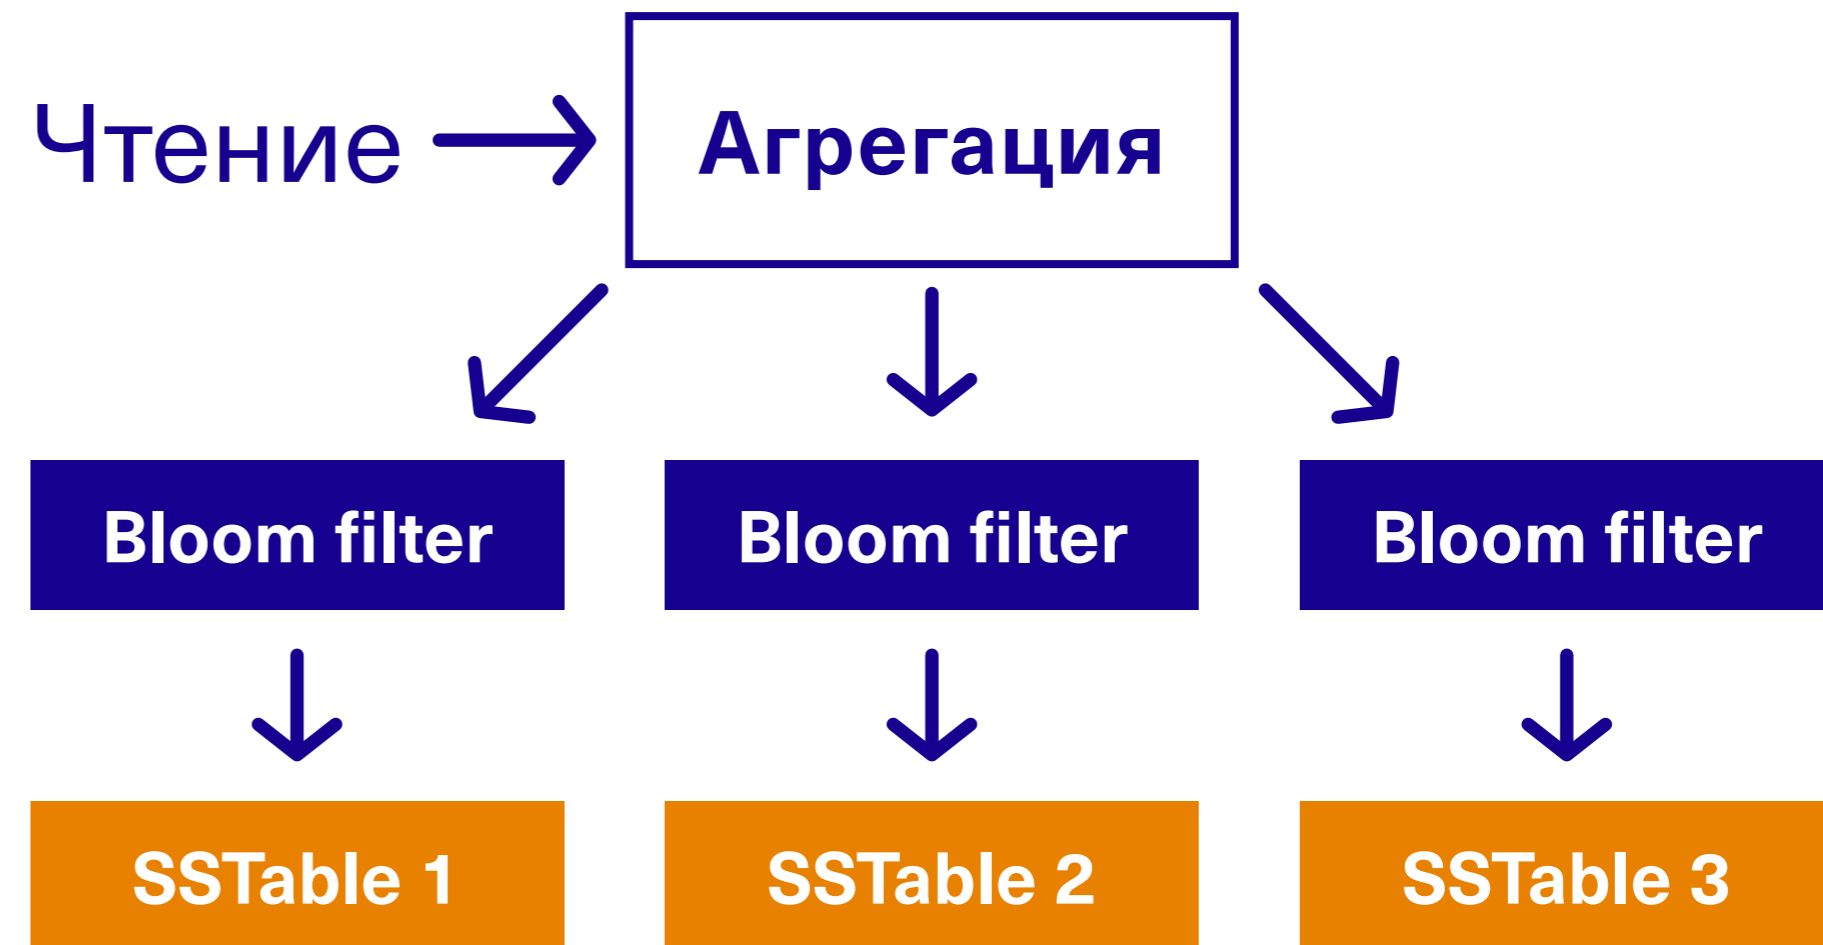 Чтение
Агрегация
Bloom filter
Bloom filter
Bloom filter
SSTable 1
SSTable 2
SSTable 3